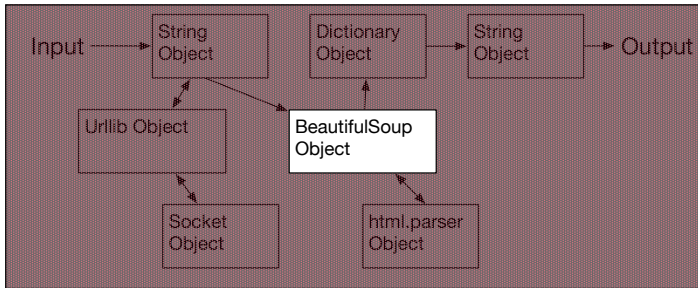 Input
String
Object
Dictionary
Object
String
Object
Output
Urllib Object
BeautifulSoup
Object
Socket
Object
html.parser
Object